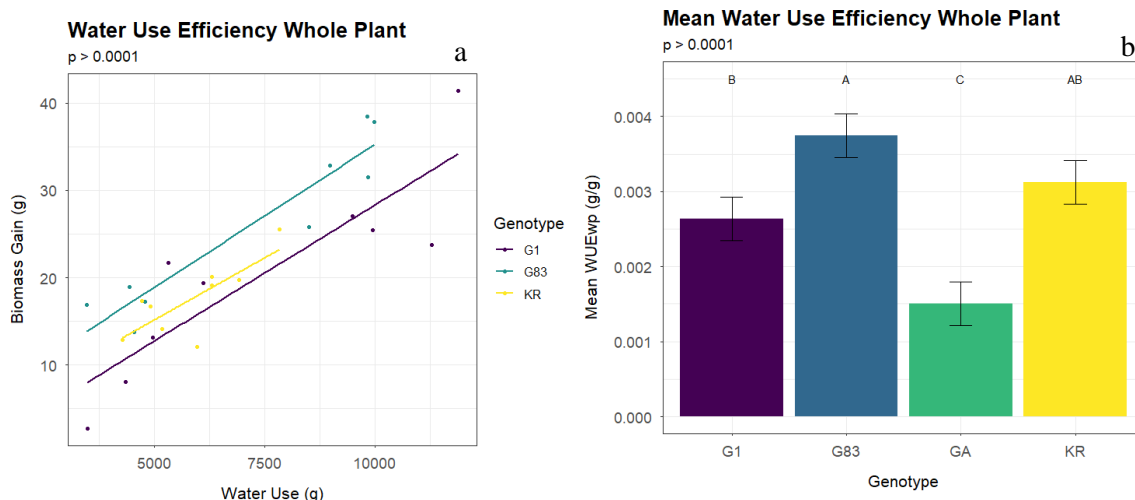 Water Use Efficiency Whole Plant
p > 0.0001
a
40
30
20
10
Biomass Gain (g)
5000 7500 10000
Water Use (g)
Genotype
G1
G83
KR
Mean Water Use Efficiency Whole Plant
p > 0.0001
b
B A C AB
0.004
0.003
0.002
0.001
0.000
Mean WUEwp (g/g)
G1 G83 GA KR
Genotype